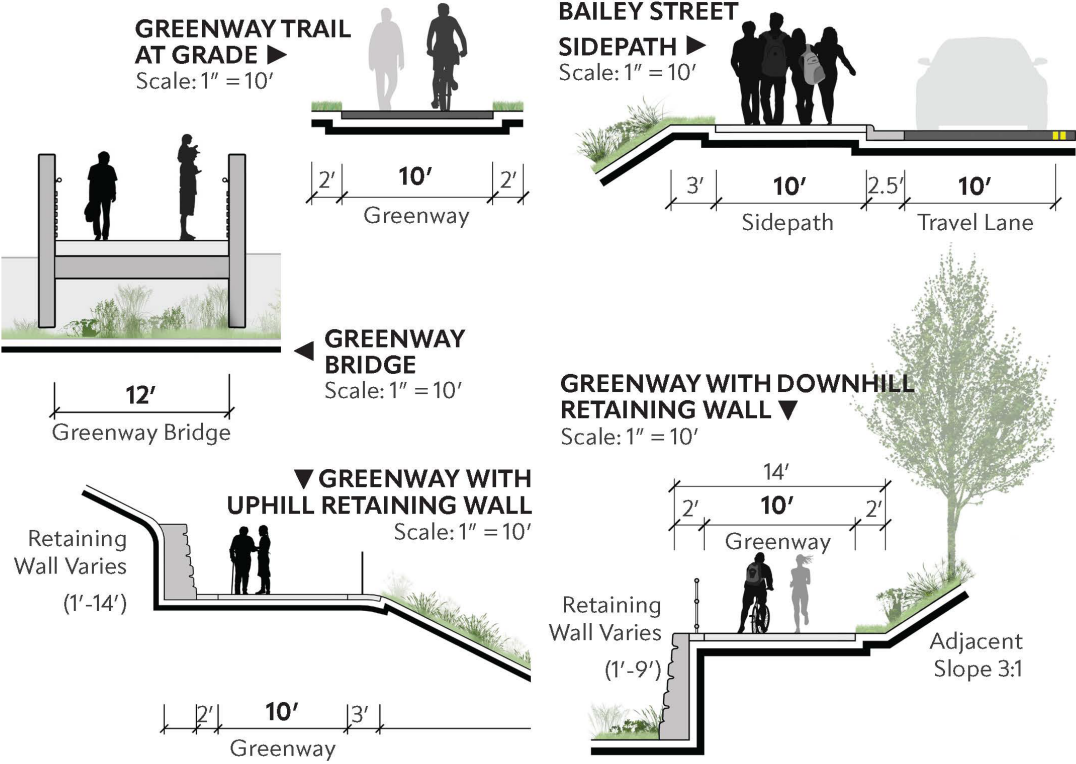 GREENWAY TRAIL
AT GRADE ▶
Scale: 1″ = 10′
2′
10′
2′
Greenway
BAILEY STREET
SIDEPATH ▶
Scale: 1″ = 10′
3′
10′
2.5′
10′
Sidepath
Travel Lane
◀ GREENWAY
BRIDGE
Scale: 1″ = 10′
12′
Greenway Bridge
▼ GREENWAY WITH
UPHILL RETAINING WALL
Scale: 1″ = 10′
Retaining
Wall Varies
(1′-14′)
2′
10′
3′
Greenway
GREENWAY WITH DOWNHILL
RETAINING WALL ▼
Scale: 1″ = 10′
14′
2′
10′
2′
Greenway
Retaining
Wall Varies
(1′-9′)
Adjacent
Slope 3:1